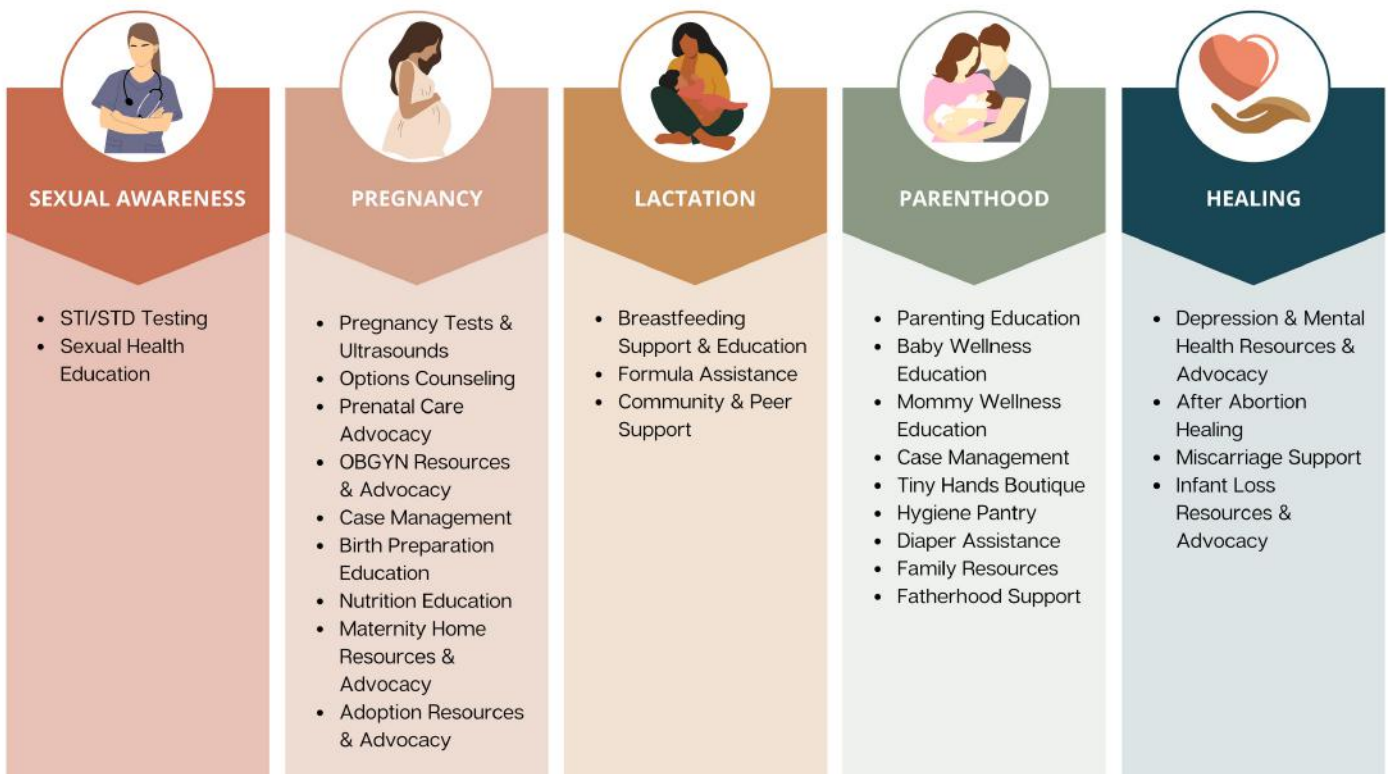 SEXUAL AWARENESS
• STI/STD Testing
• Sexual Health
Education
PREGNANCY
• Pregnancy Tests &
Ultrasounds
• Options Counseling
• Prenatal Care
Advocacy
• OBGYN Resources
& Advocacy
• Case Management
• Birth Preparation
Education
• Nutrition Education
• Maternity Home
Resources &
Advocacy
• Adoption Resources
& Advocacy
LACTATION
• Breastfeeding
Support & Education
• Formula Assistance
• Community & Peer
Support
PARENTHOOD
• Parenting Education
• Baby Wellness
Education
• Mommy Wellness
Education
• Case Management
• Tiny Hands Boutique
• Hygiene Pantry
• Diaper Assistance
• Family Resources
• Fatherhood Support
HEALING
• Depression & Mental
Health Resources &
Advocacy
• After Abortion
Healing
• Miscarriage Support
• Infant Loss
Resources &
Advocacy